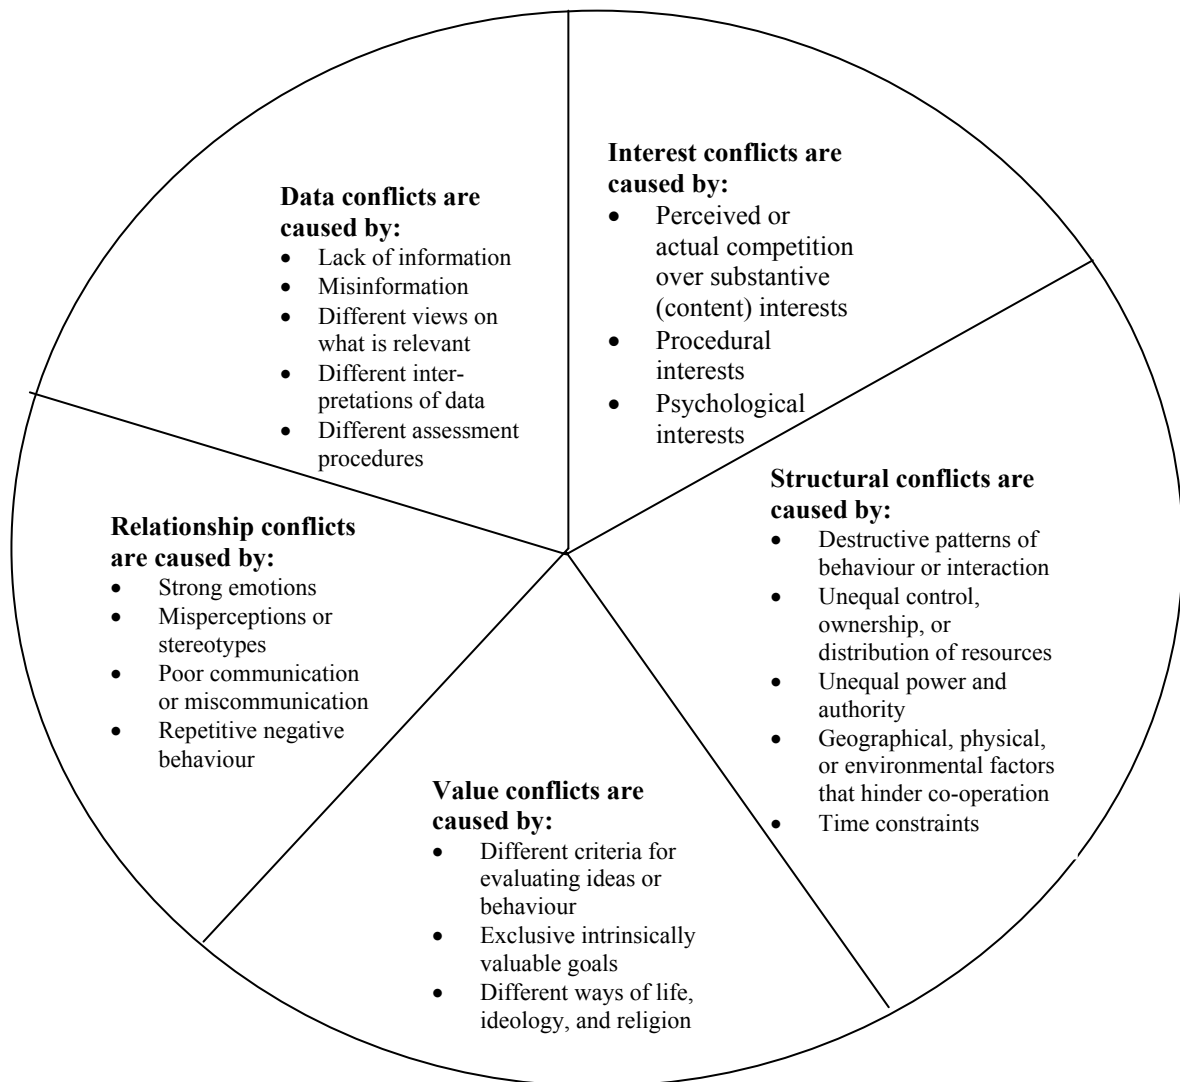 Interest conflicts are
caused by:
• Perceived or
actual competition
over substantive
(content) interests
• Procedural
interests
• Psychological
interests
Data conflicts are
caused by:
• Lack of information
• Misinformation
• Different views on
what is relevant
• Different inter-
pretations of data
• Different assessment
procedures
Structural conflicts are
caused by:
• Destructive patterns of
behaviour or interaction
• Unequal control,
ownership, or
distribution of resources
• Unequal power and
authority
• Geographical, physical,
or environmental factors
that hinder co-operation
• Time constraints
Relationship conflicts
are caused by:
• Strong emotions
• Misperceptions or
stereotypes
• Poor communication
or miscommunication
• Repetitive negative
behaviour
Value conflicts are
caused by:
• Different criteria for
evaluating ideas or
behaviour
• Exclusive intrinsically
valuable goals
• Different ways of life,
ideology, and religion